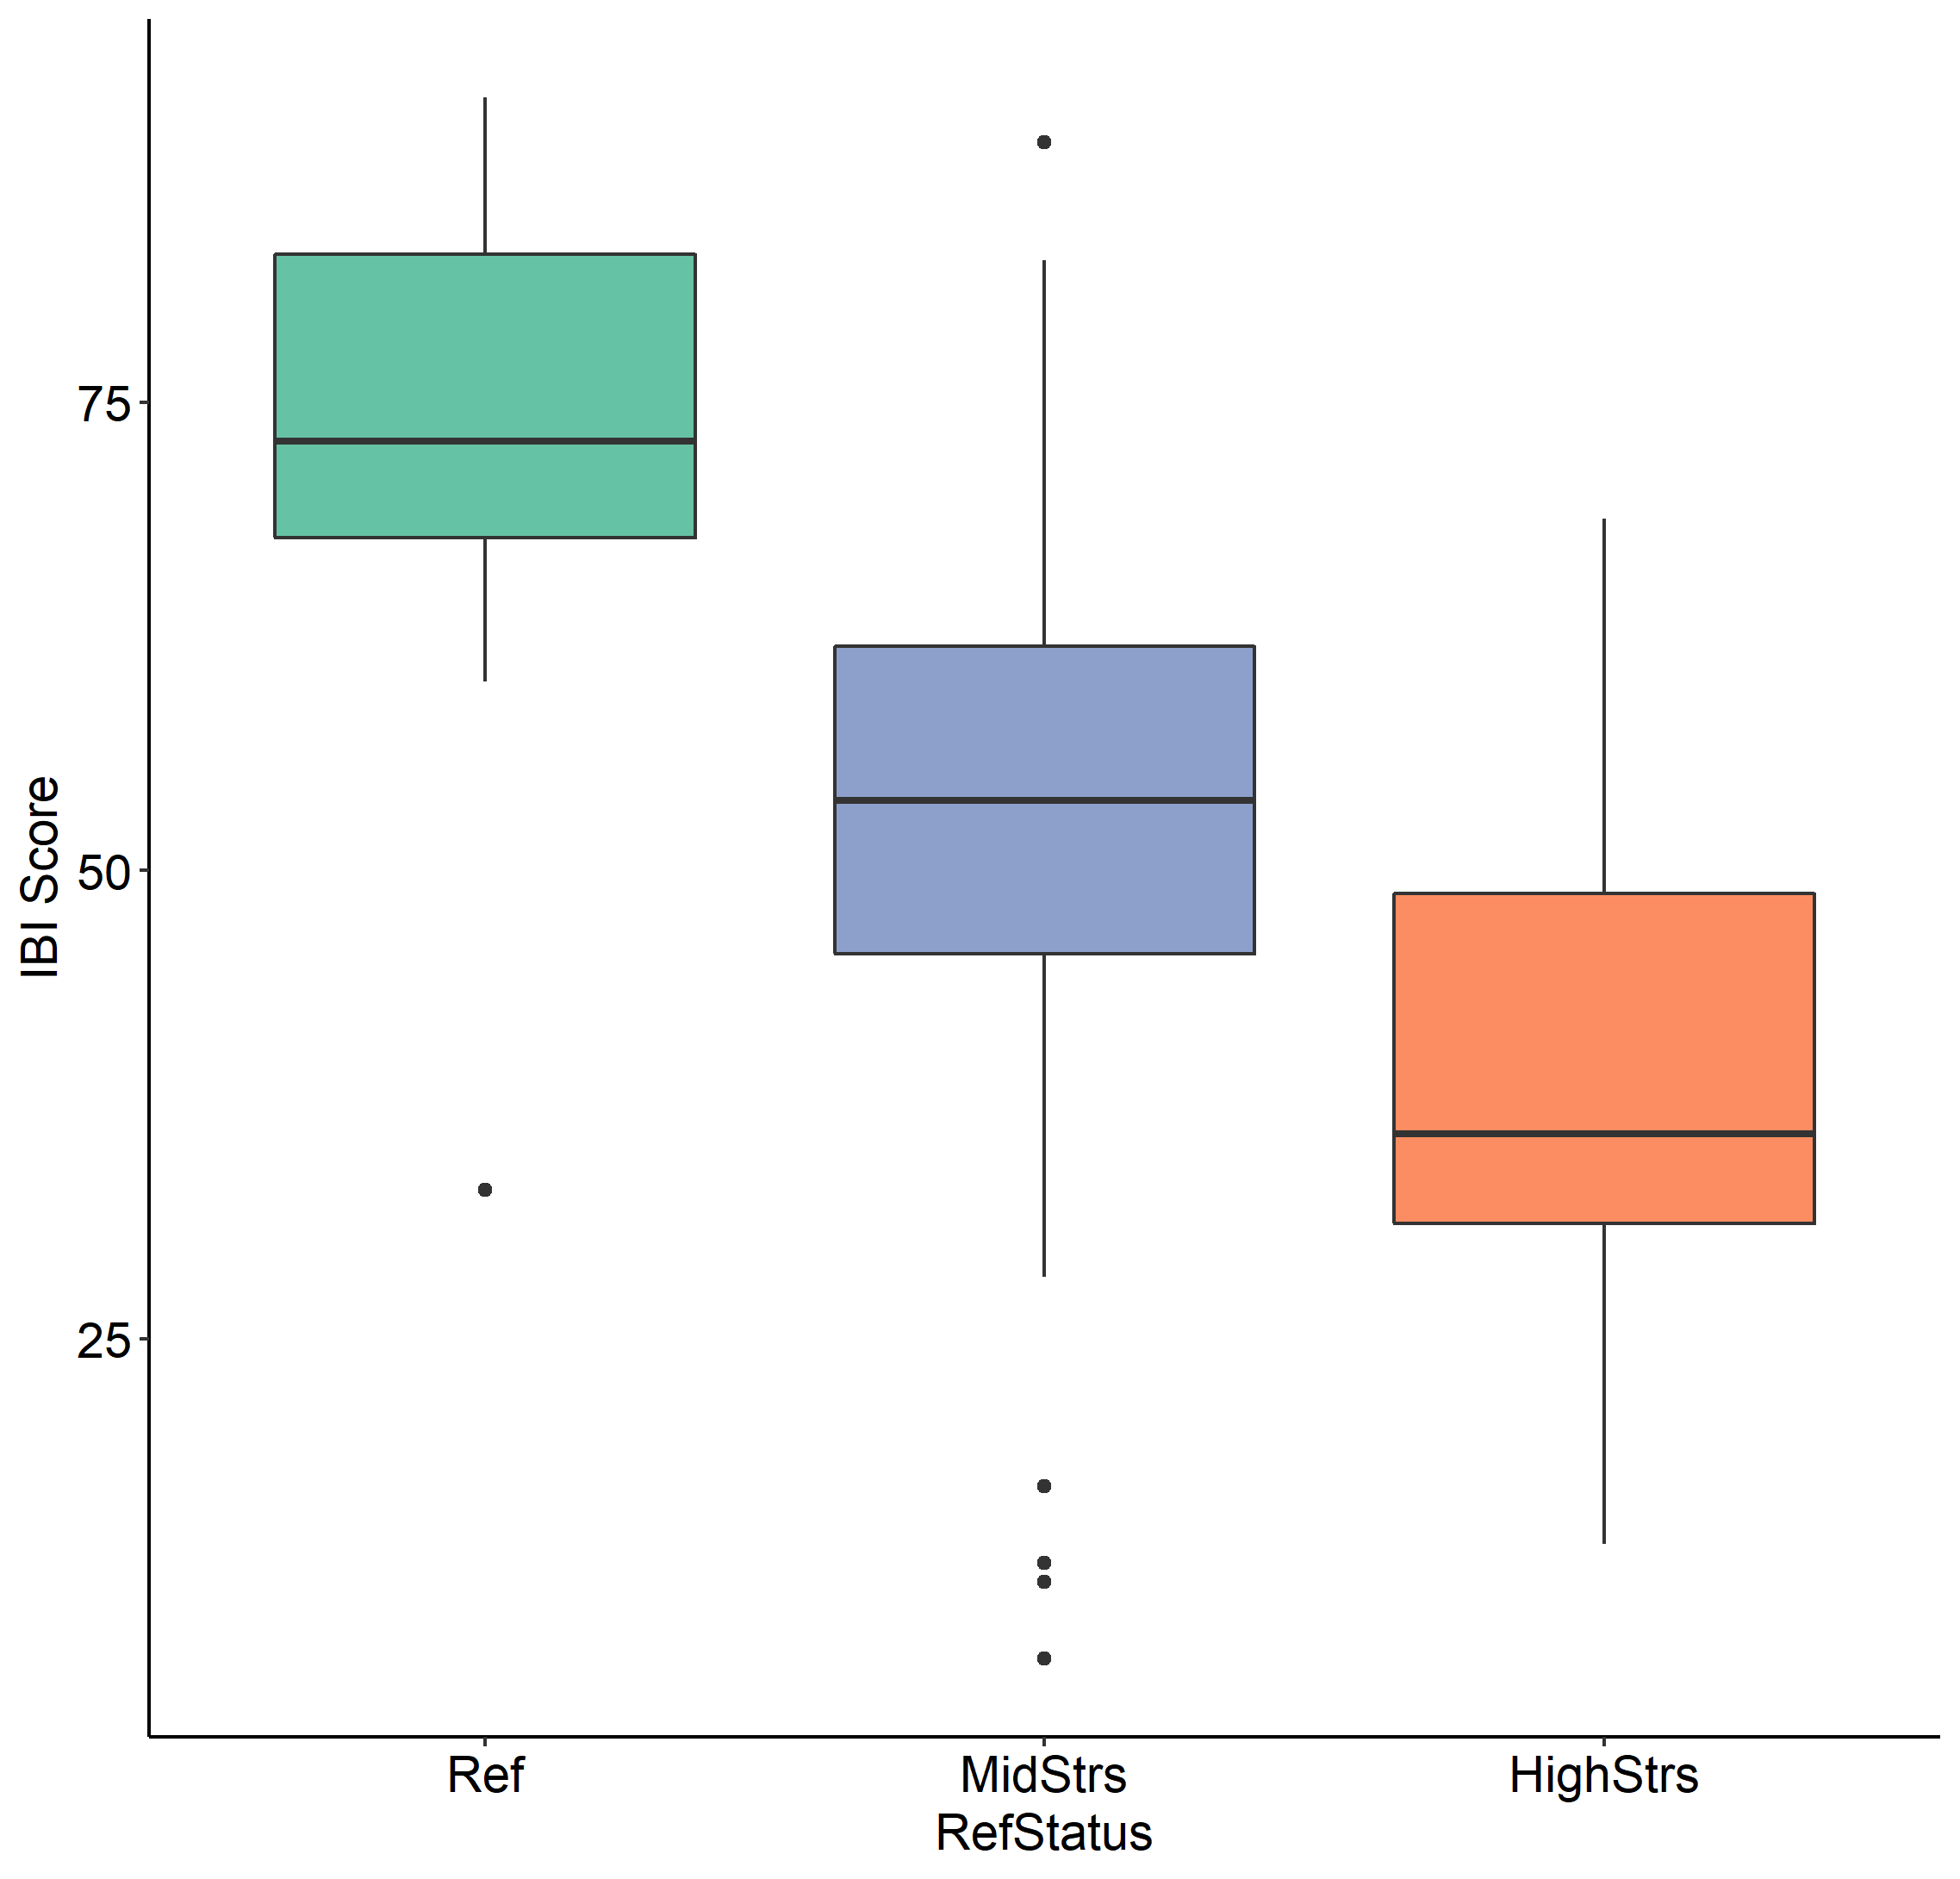 IBI Score
75
50
25
Ref MidStrs HighStrs
RefStatus